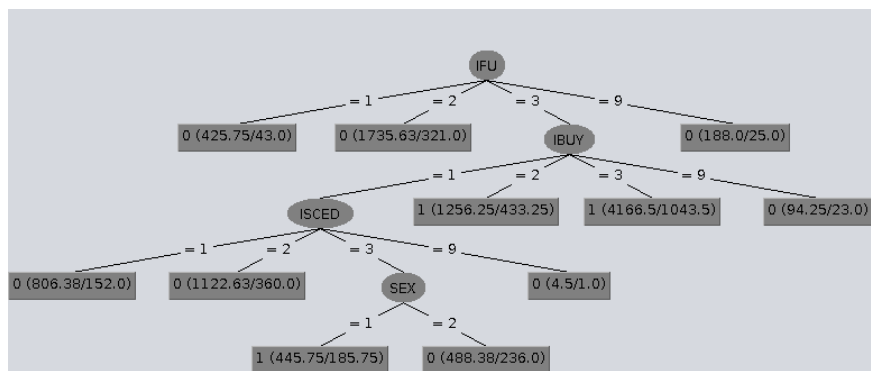 IFU
= 1 = 2 = 3 = 9
0 (425.75/43.0) 0 (1735.63/321.0) IBUY 0 (188.0/25.0)
= 1 = 2 = 3 = 9
ISCED 1 (1256.25/433.25) 1 (4166.5/1043.5) 0 (94.25/23.0)
= 1 = 2 = 3 = 9
0 (806.38/152.0) 0 (1122.63/360.0) SEX 0 (4.5/1.0)
= 1 = 2
1 (445.75/185.75) 0 (488.38/236.0)